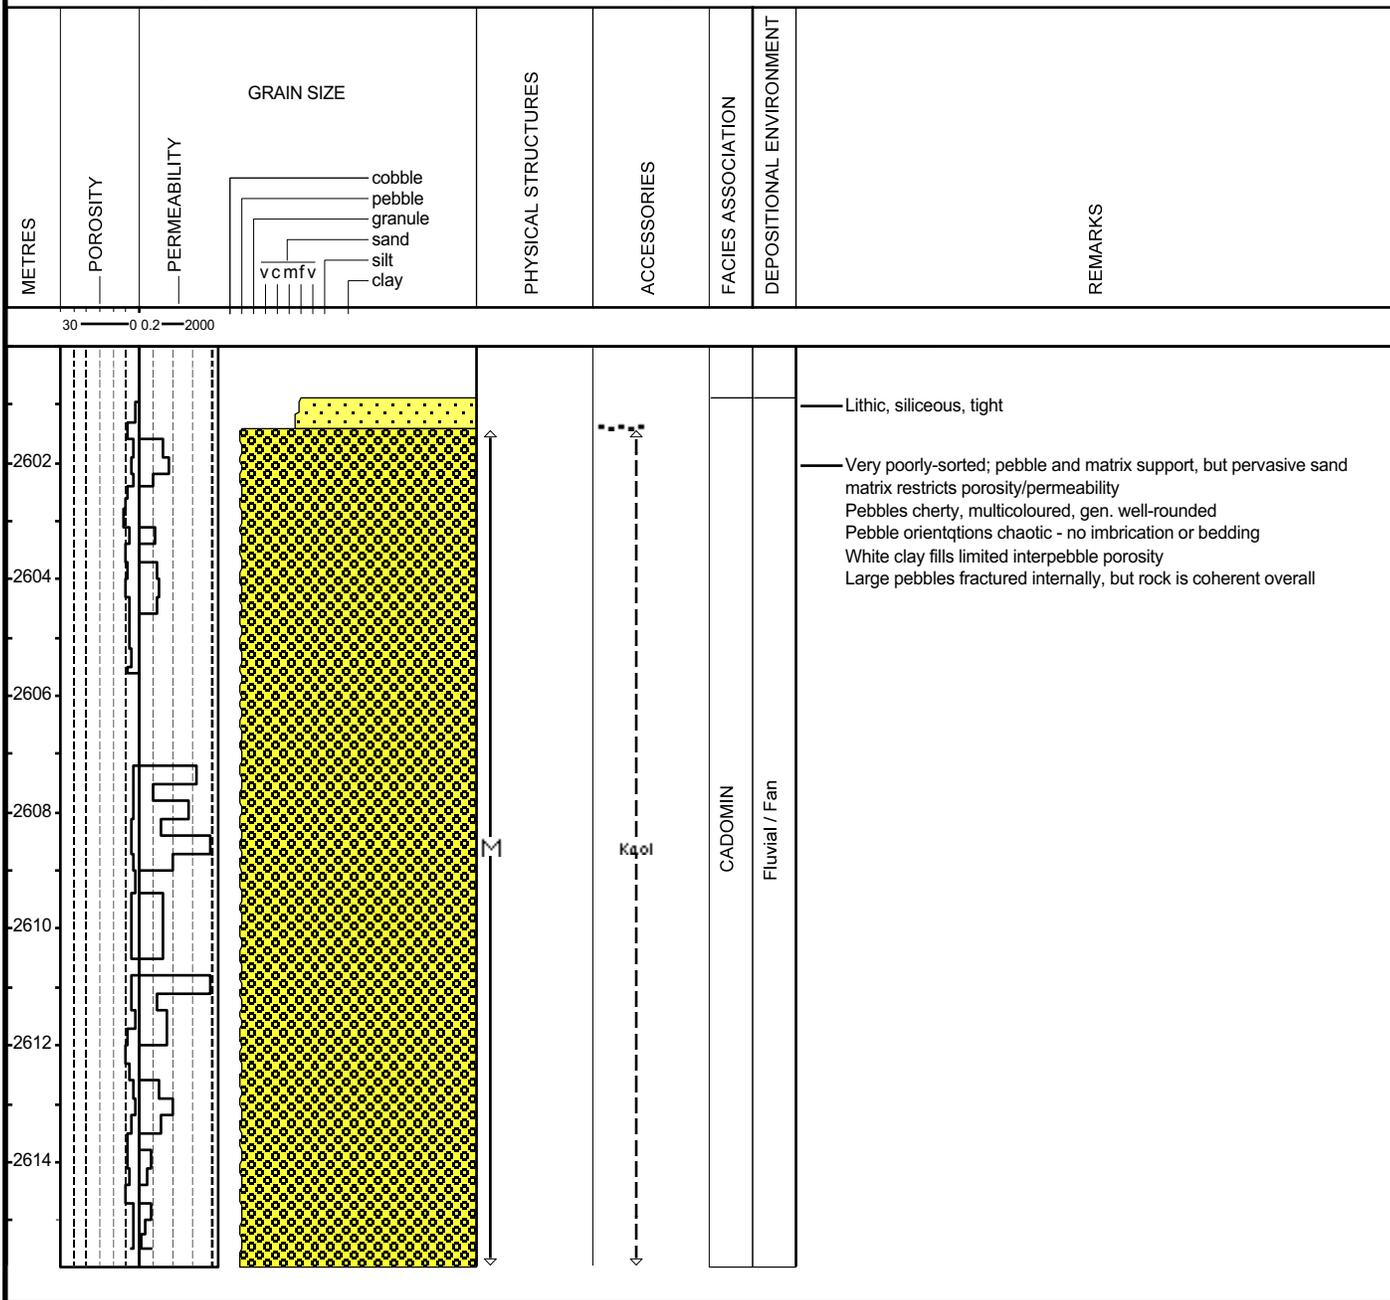 GRAIN SIZE
METRES
POROSITY
PERMEABILITY
cobble
pebble
granule
sand
silt
clay
v c m f v
PHYSICAL STRUCTURES
ACCESSORIES
FACIES ASSOCIATION
DEPOSITIONAL ENVIRONMENT
REMARKS
30 0 0.2 2000
Lithic, siliceous, tight
2602
Very poorly-sorted; pebble and matrix support, but pervasive sand
matrix restricts porosity/permeability
Pebbles cherty, multicoloured, gen. well-rounded
Pebble orientqtions chaotic - no imbrication or bedding
White clay fills limited interpebble porosity
Large pebbles fractured internally, but rock is coherent overall
2604
2606
2608
M
Kaol
CADOMIN
Fluvial / Fan
2610
2612
2614